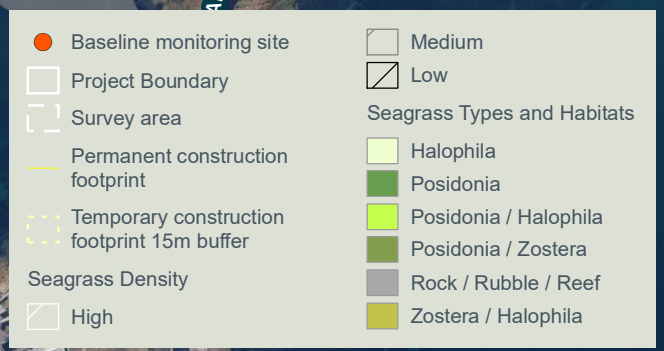 Baseline monitoring site
Project Boundary
Survey area
Permanent construction
footprint
Temporary construction
footprint 15m buffer
Seagrass Density
High
Medium
Low
Seagrass Types and Habitats
Halophila
Posidonia
Posidonia / Halophila
Posidonia / Zostera
Rock / Rubble / Reef
Zostera / Halophila